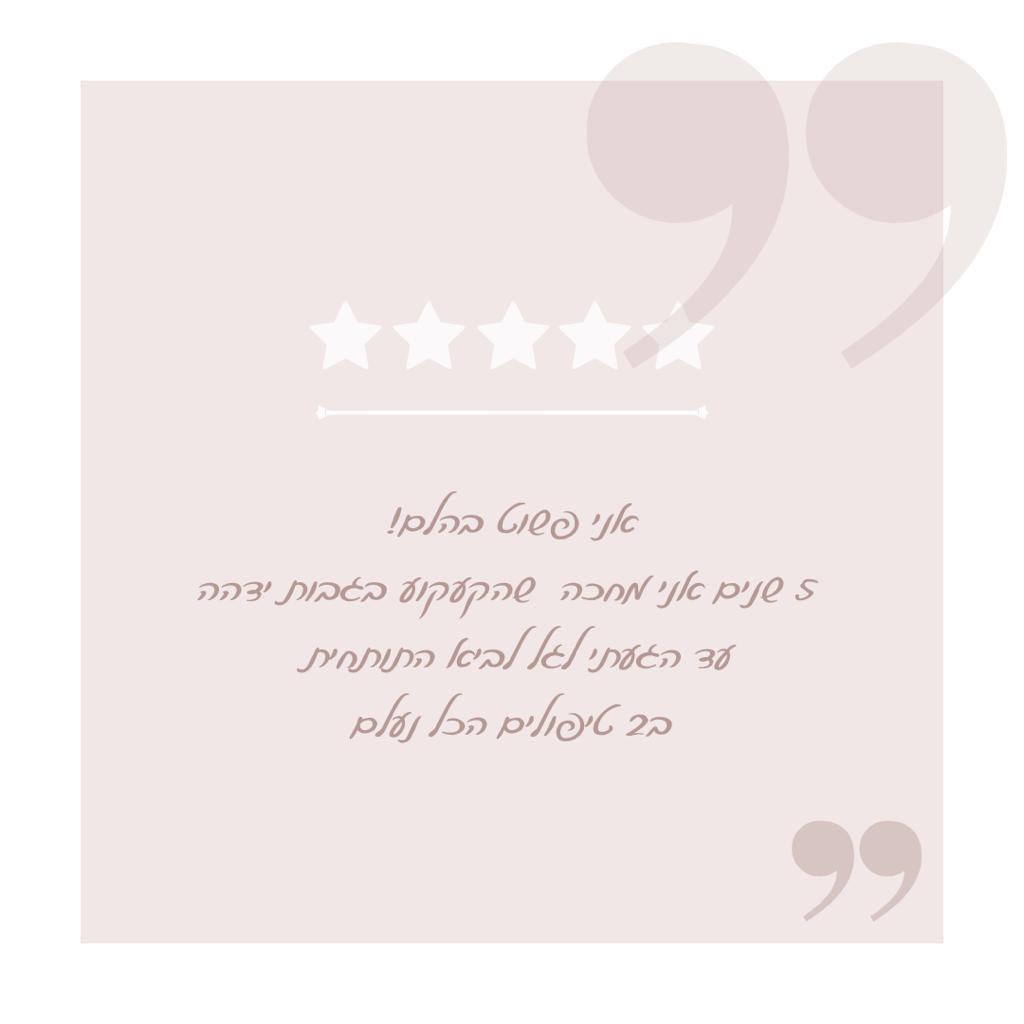 אני פשוט בהלם!
5 שנים אני מחכה שהקעקוע בגבות ידהה
עד הגעתי לגל לביא התותחית
ב2 טיפולים הכל נעלם